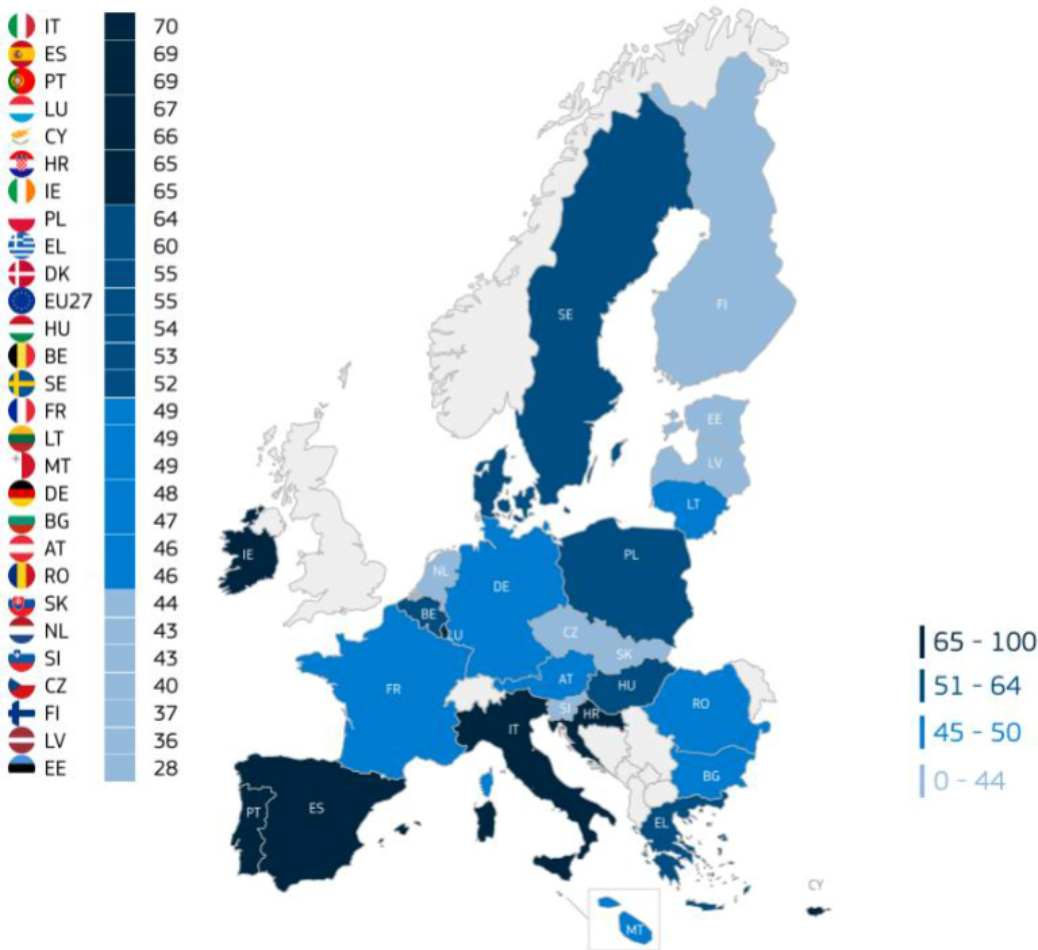 IT 70
ES 69
PT 69
LU 67
CY 66
HR 65
IE 65
PL 64
EL 60
DK 55
EU27 55
HU 54
BE 53
SE 52
FR 49
LT 49
MT 49
DE 48
BG 47
AT 46
RO 46
SK 44
NL 43
SI 43
CZ 40
FI 37
LV 36
EE 28
SE
FI
EE
LV
LT
IE
NL
PL
DE
BE
LU
CZ
SK
FR
AT
HU
RO
SI
HR
IT
BG
PT
ES
EL
CY
MT
65 - 100
51 - 64
45 - 50
0 - 44